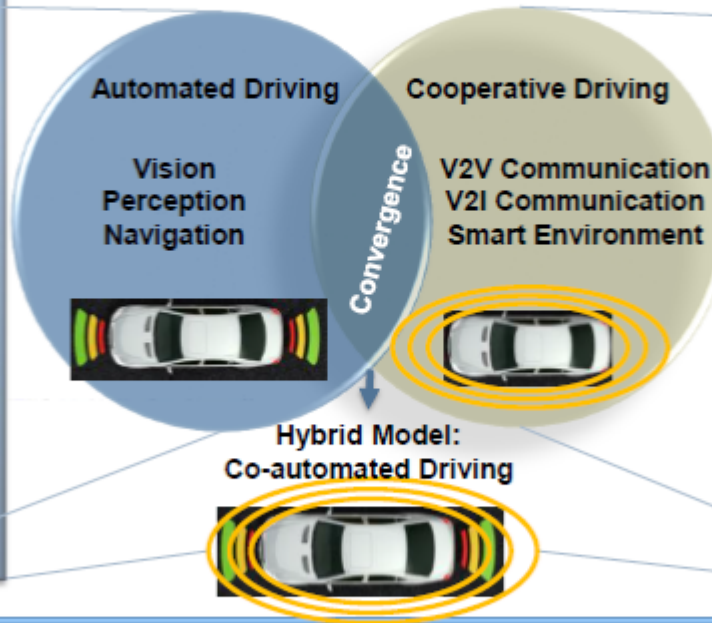 Automated Driving
Vision
Perception
Navigation
Convergence
Cooperative Driving
V2V Communication
V2I Communication
Smart Environment
Hybrid Model:
Co-automated Driving